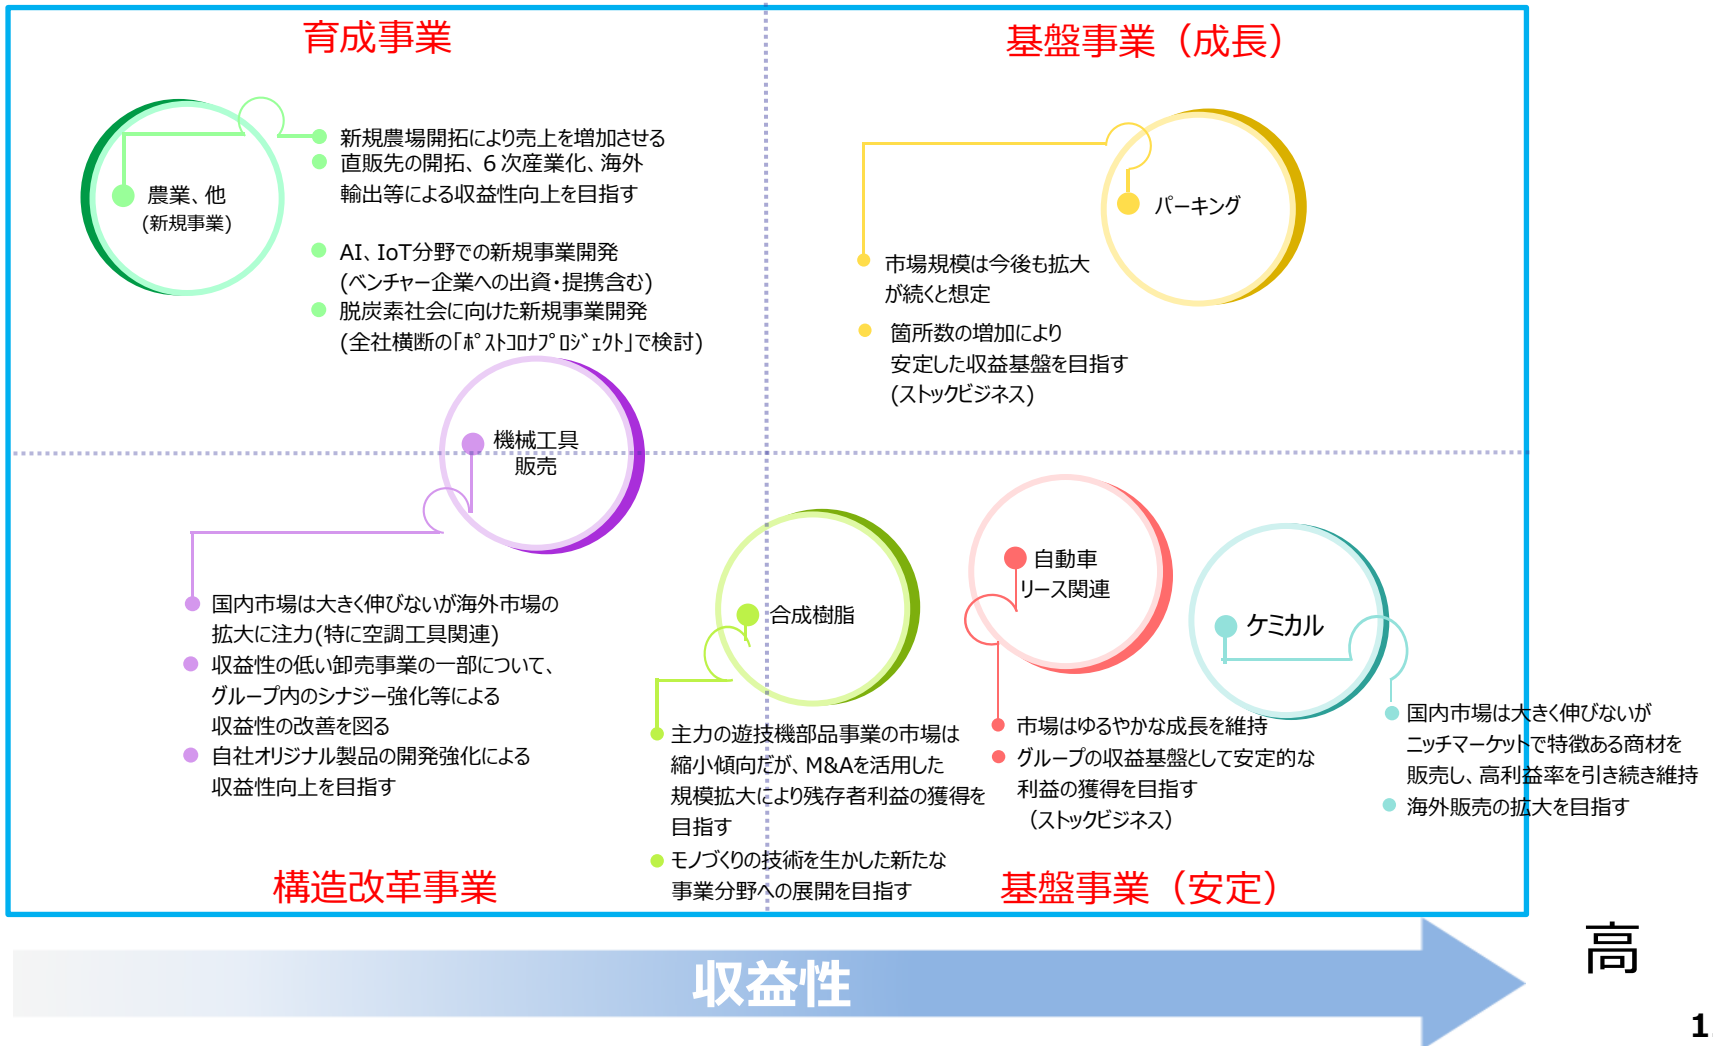 育成事業
基盤事業（成長）
農業、他
(新規事業)
新規農場開拓により売上を増加させる
直販先の開拓、６次産業化、海外
輸出等による収益性向上を目指す
AI、IoT分野での新規事業開発
(ベンチャー企業への出資・提携含む)
脱炭素社会に向けた新規事業開発
(全社横断の「ﾎﾟｽﾄｺﾛﾅﾌﾟﾛｼﾞｪｸﾄ」で検討)
パーキング
市場規模は今後も拡大
が続くと想定
箇所数の増加により
安定した収益基盤を目指す
(ストックビジネス)
機械工具
販売
国内市場は大きく伸びないが海外市場の
拡大に注力(特に空調工具関連)
収益性の低い卸売事業の一部について、
グループ内のシナジー強化等による
収益性の改善を図る
自社オリジナル製品の開発強化による
収益性向上を目指す
合成樹脂
主力の遊技機部品事業の市場は
縮小傾向だが、M&Aを活用した
規模拡大により残存者利益の獲得を
目指す
モノづくりの技術を生かした新たな
事業分野への展開を目指す
自動車
リース関連
市場はゆるやかな成長を維持
グループの収益基盤として安定的な
利益の獲得を目指す
（ストックビジネス）
ケミカル
国内市場は大きく伸びないが
ニッチマーケットで特徴ある商材を
販売し、高利益率を引き続き維持
海外販売の拡大を目指す
構造改革事業
基盤事業（安定）
収益性
高